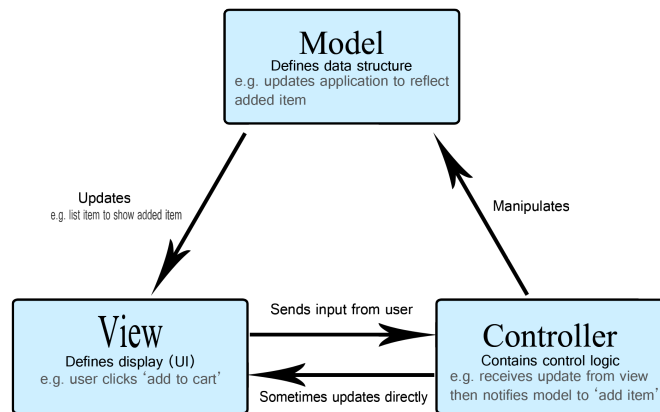 Model
Defines data structure
e.g. updates application to reflect
added item
Updates
e.g. list item to show added item
Manipulates
View
Defines display (UI)
e.g. user clicks ‘add to cart’
Sends input from user
Sometimes updates directly
Controller
Contains control logic
e.g. receives update from view
then notifies model to ‘add item’